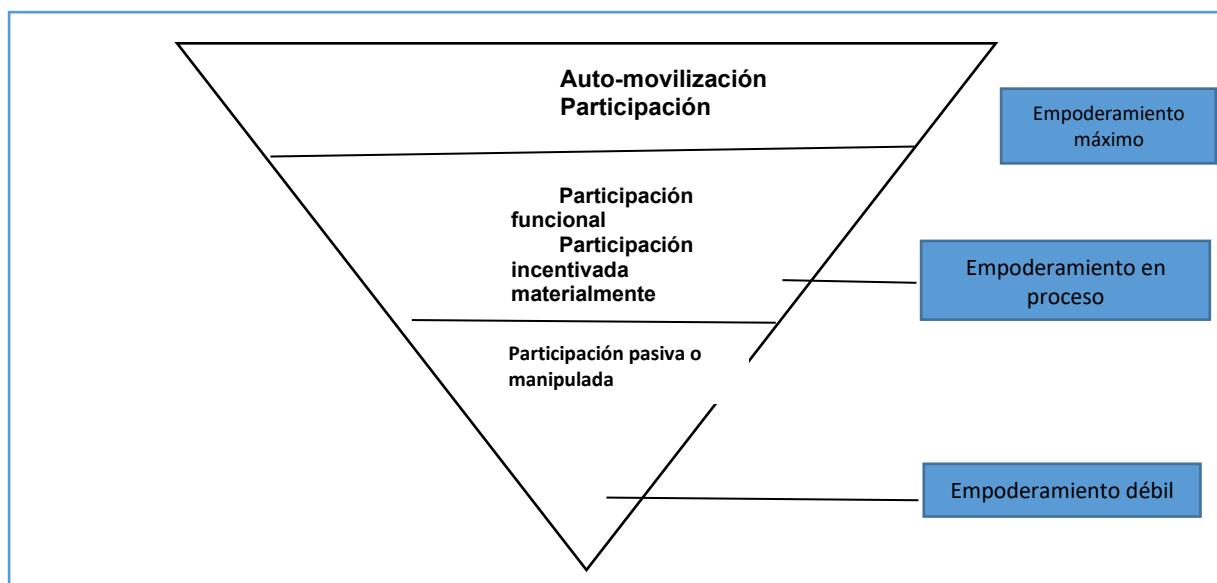 Auto-movilización
Participación
Empoderamiento
máximo
Participación
funcional
Participación
incentivada
materialmente
Empoderamiento en
proceso
Participación pasiva o
manipulada
Empoderamiento débil